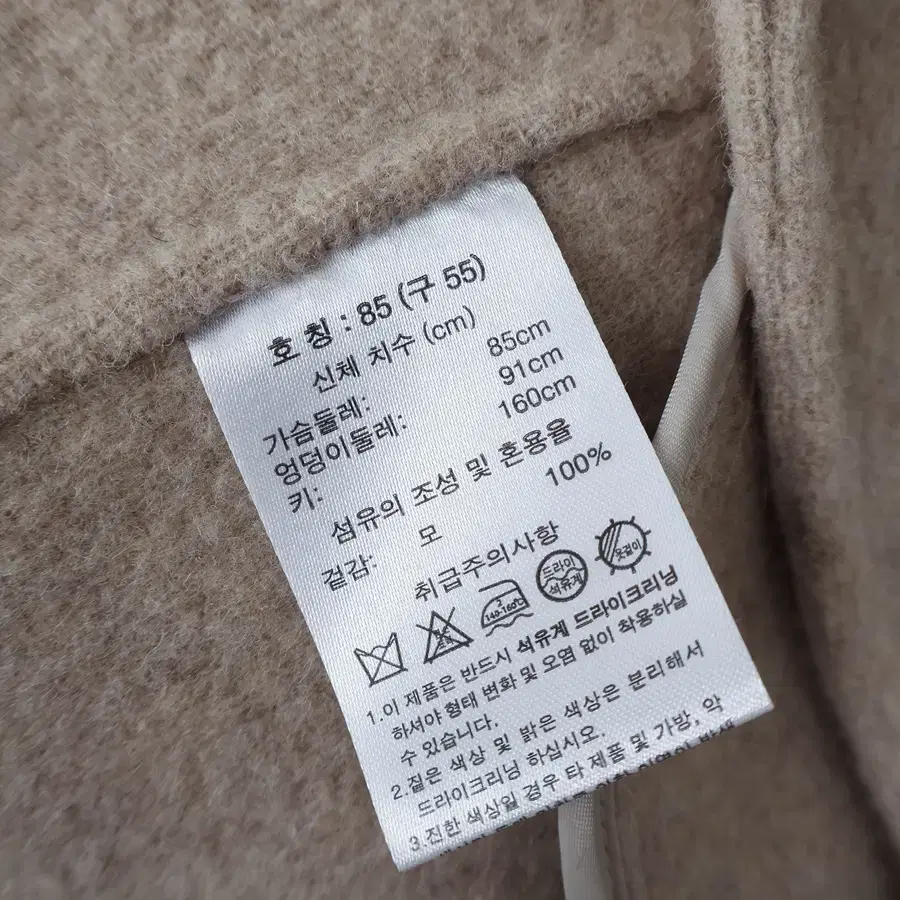 호 칭 : 85 (구 55)
신체 치수 (cm)
가슴둘레: 85cm
엉덩이둘레: 91cm
키: 160cm
섬유의 조성 및 혼용율
겉감: 모 100%
취급주의사항
2
140-160℃
드라이
석유계
옷걸이
1.이 제품은 반드시 석유계 드라이크리닝
하셔야 형태 변화 및 오염 없이 착용하실
수 있습니다.
2.짙은 색상 및 밝은 색상은 분리해서
드라이크리닝 하십시오.
3.진한 색상일 경우 타 제품 및 가방, 악